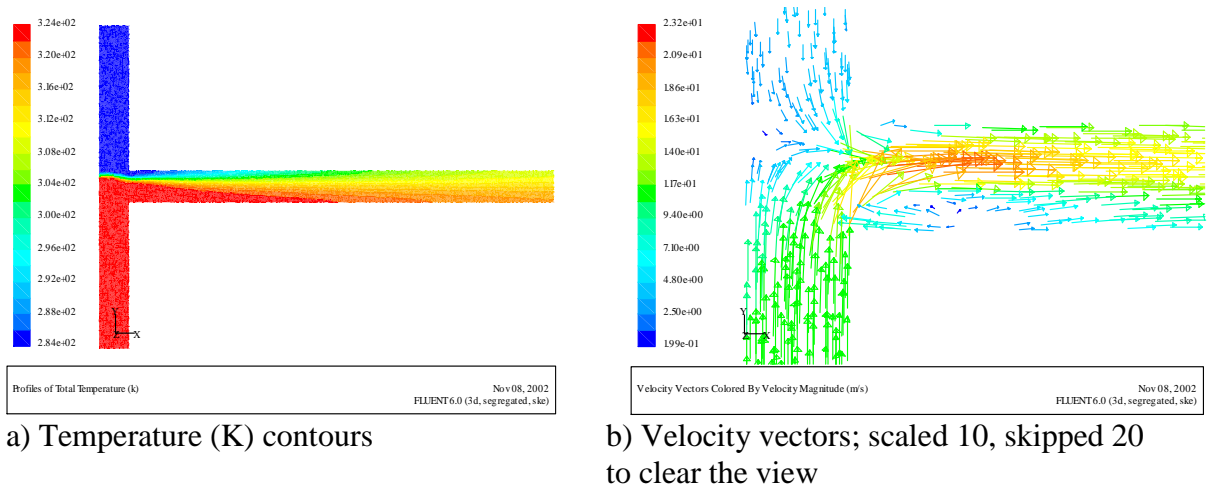 3.24e+02
3.20e+02
3.16e+02
3.12e+02
3.08e+02
3.04e+02
3.00e+02
2.96e+02
2.92e+02
2.88e+02
2.84e+02
Y
Z X
Profiles of Total Temperature (k)
Nov 08, 2002
FLUENT 6.0 (3d, segregated, ske)
a) Temperature (K) contours
2.32e+01
2.09e+01
1.86e+01
1.63e+01
1.40e+01
1.17e+01
9.40e+00
7.10e+00
4.80e+00
2.50e+00
1.99e-01
Y
Z X
Velocity Vectors Colored By Velocity Magnitude (m/s)
Nov 08, 2002
FLUENT 6.0 (3d, segregated, ske)
b) Velocity vectors; scaled 10, skipped 20
to clear the view